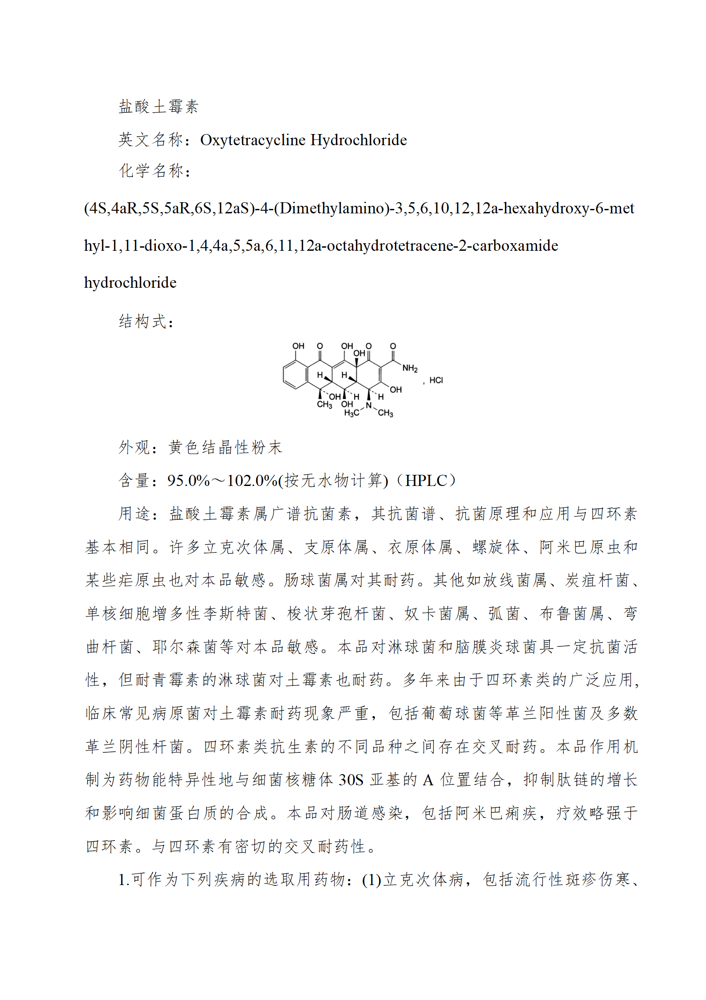 盐酸土霉素
英文名称：Oxytetracycline Hydrochloride
化学名称：
(4S,4aR,5S,5aR,6S,12aS)-4-(Dimethylamino)-3,5,6,10,12,12a-hexahydroxy-6-met
hyl-1,11-dioxo-1,4,4a,5,5a,6,11,12a-octahydrotetracene-2-carboxamide
hydrochloride
结构式：
OH O OH O O
OH
NH2
H H , HCl
OH
OH H H
CH3 OH N
H3C CH3
外观：黄色结晶性粉末
含量：95.0%～102.0%(按无水物计算)（HPLC）
用途：盐酸土霉素属广谱抗菌素，其抗菌谱、抗菌原理和应用与四环素
基本相同。许多立克次体属、支原体属、衣原体属、螺旋体、阿米巴原虫和
某些疟原虫也对本品敏感。肠球菌属对其耐药。其他如放线菌属、炭疽杆菌、
单核细胞增多性李斯特菌、梭状芽孢杆菌、奴卡菌属、弧菌、布鲁菌属、弯
曲杆菌、耶尔森菌等对本品敏感。本品对淋球菌和脑膜炎球菌具一定抗菌活
性，但耐青霉素的淋球菌对土霉素也耐药。多年来由于四环素类的广泛应用，
临床常见病原菌对土霉素耐药现象严重，包括葡萄球菌等革兰阳性菌及多数
革兰阴性杆菌。四环素类抗生素的不同品种之间存在交叉耐药。本品作用机
制为药物能特异性地与细菌核糖体 30S 亚基的 A 位置结合，抑制肽链的增长
和影响细菌蛋白质的合成。本品对肠道感染，包括阿米巴痢疾，疗效略强于
四环素。与四环素有密切的交叉耐药性。
1.可作为下列疾病的选取用药物：(1)立克次体病，包括流行性斑疹伤寒、